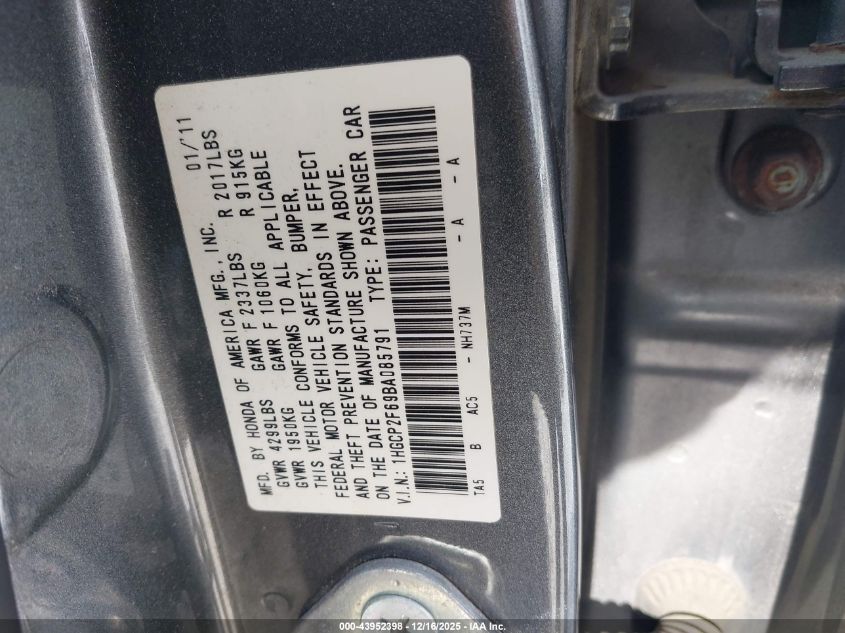 MFD. BY HONDA OF AMERICA MFG., INC. 01/'11
GVWR 4299LBS GAWR F 2337LBS R 2017LBS
GVWR 1950KG GAWR F 1060KG R 915KG
THIS VEHICLE CONFORMS TO ALL APPLICABLE
FEDERAL MOTOR VEHICLE SAFETY, BUMPER,
AND THEFT PREVENTION STANDARDS IN EFFECT
ON THE DATE OF MANUFACTURE SHOWN ABOVE.
V.I.N.: 1HGCP2F69BA085791 TYPE: PASSENGER CAR
TA5 B AC5 - NH737M - A - A
000-43952398 - 12/16/2025 - IAA Inc.